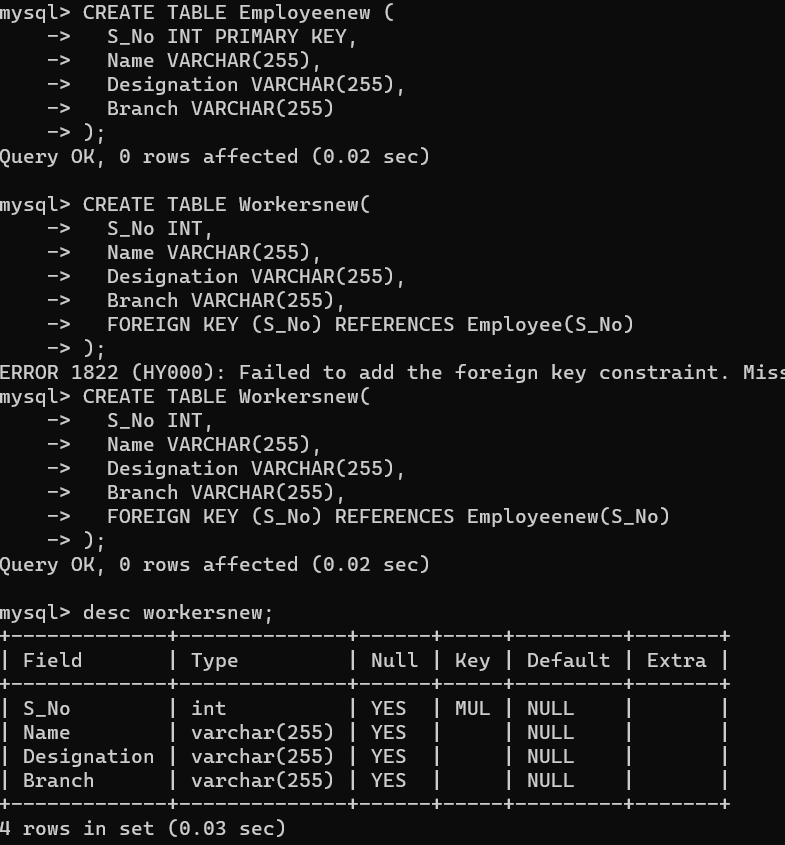 mysql> CREATE TABLE Employeenew (
    ->   S_No INT PRIMARY KEY,
    ->   Name VARCHAR(255),
    ->   Designation VARCHAR(255),
    ->   Branch VARCHAR(255)
    -> );
Query OK, 0 rows affected (0.02 sec)

mysql> CREATE TABLE Workersnew(
    ->   S_No INT,
    ->   Name VARCHAR(255),
    ->   Designation VARCHAR(255),
    ->   Branch VARCHAR(255),
    ->   FOREIGN KEY (S_No) REFERENCES Employee(S_No)
    -> );
ERROR 1822 (HY000): Failed to add the foreign key constraint. Miss
mysql> CREATE TABLE Workersnew(
    ->   S_No INT,
    ->   Name VARCHAR(255),
    ->   Designation VARCHAR(255),
    ->   Branch VARCHAR(255),
    ->   FOREIGN KEY (S_No) REFERENCES Employeenew(S_No)
    -> );
Query OK, 0 rows affected (0.02 sec)

mysql> desc workersnew;
+-------------+--------------+------+-----+---------+-------+
| Field       | Type         | Null | Key | Default | Extra |
+-------------+--------------+------+-----+---------+-------+
| S_No        | int          | YES  | MUL | NULL    |       |
| Name        | varchar(255) | YES  |     | NULL    |       |
| Designation | varchar(255) | YES  |     | NULL    |       |
| Branch      | varchar(255) | YES  |     | NULL    |       |
+-------------+--------------+------+-----+---------+-------+
4 rows in set (0.03 sec)